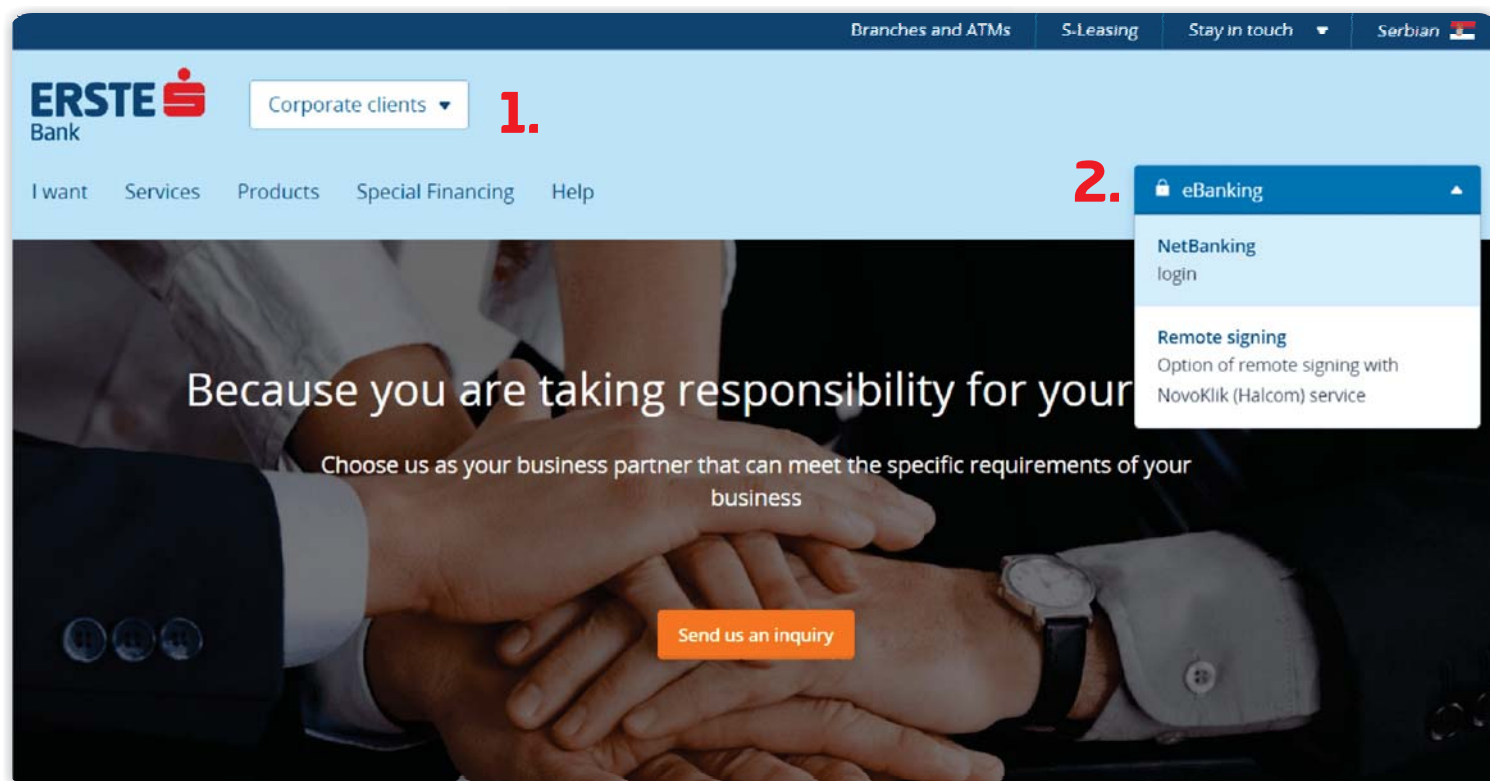 Branches and ATMs S-Leasing Stay in touch Serbian
ERSTE
Bank
Corporate clients
1.
I want Services Products Special Financing Help
2.
eBanking
NetBanking
login
Remote signing
Option of remote signing with
NovoKlik (Halcom) service
Because you are taking responsibility for your
Choose us as your business partner that can meet the specific requirements of your
business
Send us an inquiry